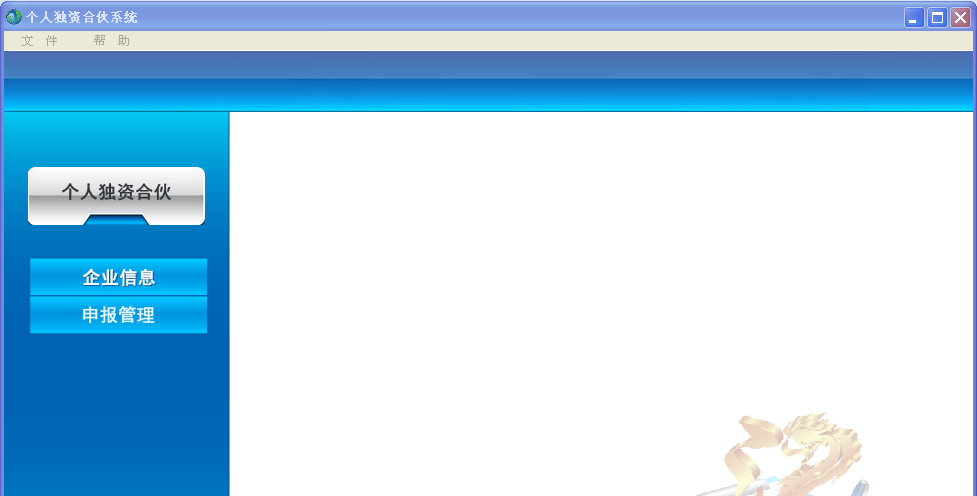 个人独资合伙系统
文 件 帮 助
个人独资合伙
企业信息
申报管理